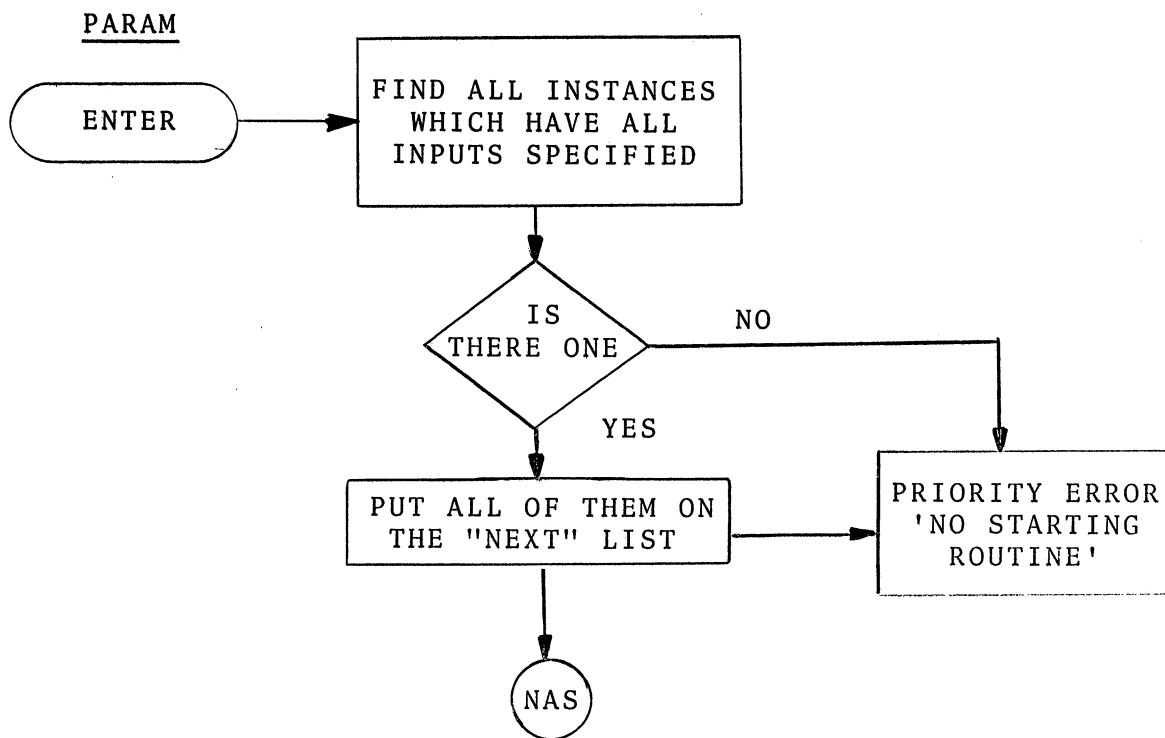 PARAM
ENTER
FIND ALL INSTANCES
WHICH HAVE ALL
INPUTS SPECIFIED
IS
THERE ONE
NO
YES
PUT ALL OF THEM ON
THE "NEXT" LIST
PRIORITY ERROR
'NO STARTING
ROUTINE'
NAS